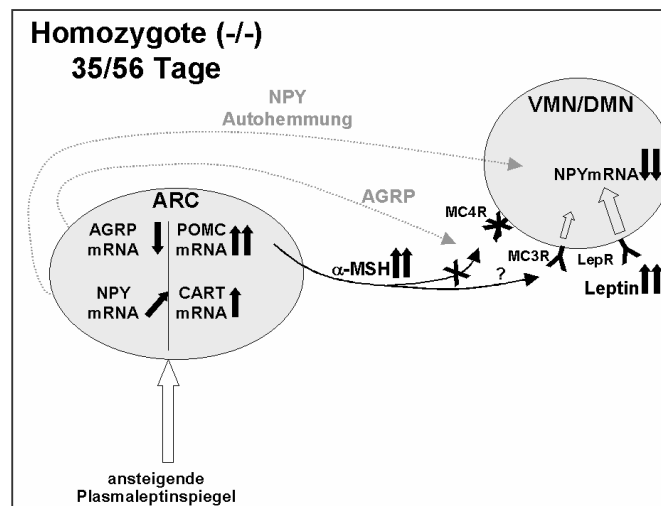 Homozygote (-/-)
35/56 Tage
NPY
Autohemmung
VMN/DMN
NPYmRNA
AGRP
ARC
AGRP
mRNA
POMC
mRNA
NPY
mRNA
CART
mRNA
α-MSH
?
MC4R
MC3R
LepR
Leptin
ansteigende
Plasmaleptinspiegel